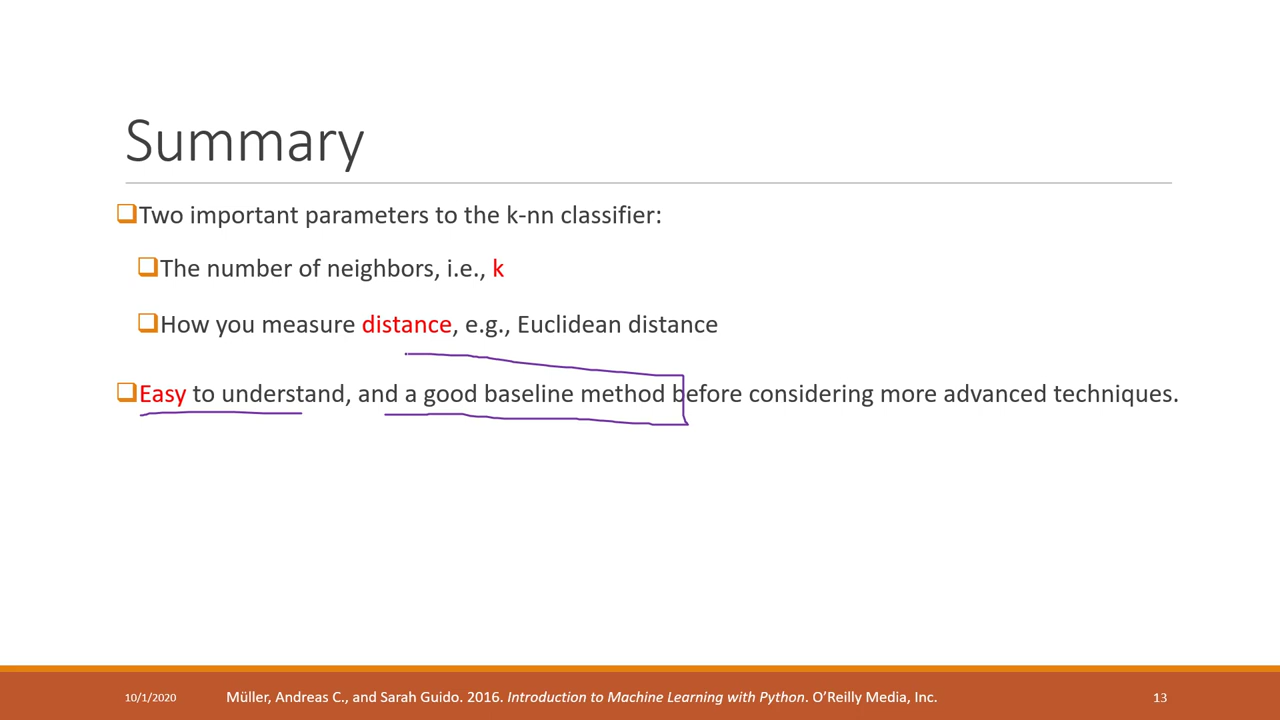 Summary
Two important parameters to the k-nn classifier:
The number of neighbors, i.e., k
How you measure distance, e.g., Euclidean distance
Easy to understand, and a good baseline method before considering more advanced techniques.
10/1/2020 Müller, Andreas C., and Sarah Guido. 2016. Introduction to Machine Learning with Python. O’Reilly Media, Inc. 13